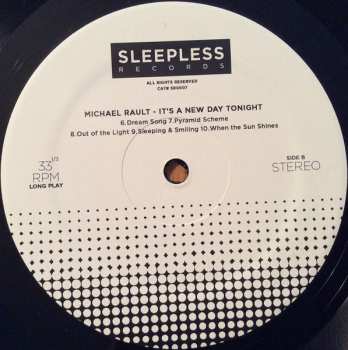 SLEEPLESS
RECORDS
ALL RIGHTS RESERVED
MICHAEL RAULT - IT'S A NEW DAY TONIGHT
6.Dream Song 7.Pyramid Scheme
8.Out of the Light 9.Sleeping & Smiling 10.When the Sun Shines
33 1/3
RPM
LONG PLAY
SIDE B
STEREO